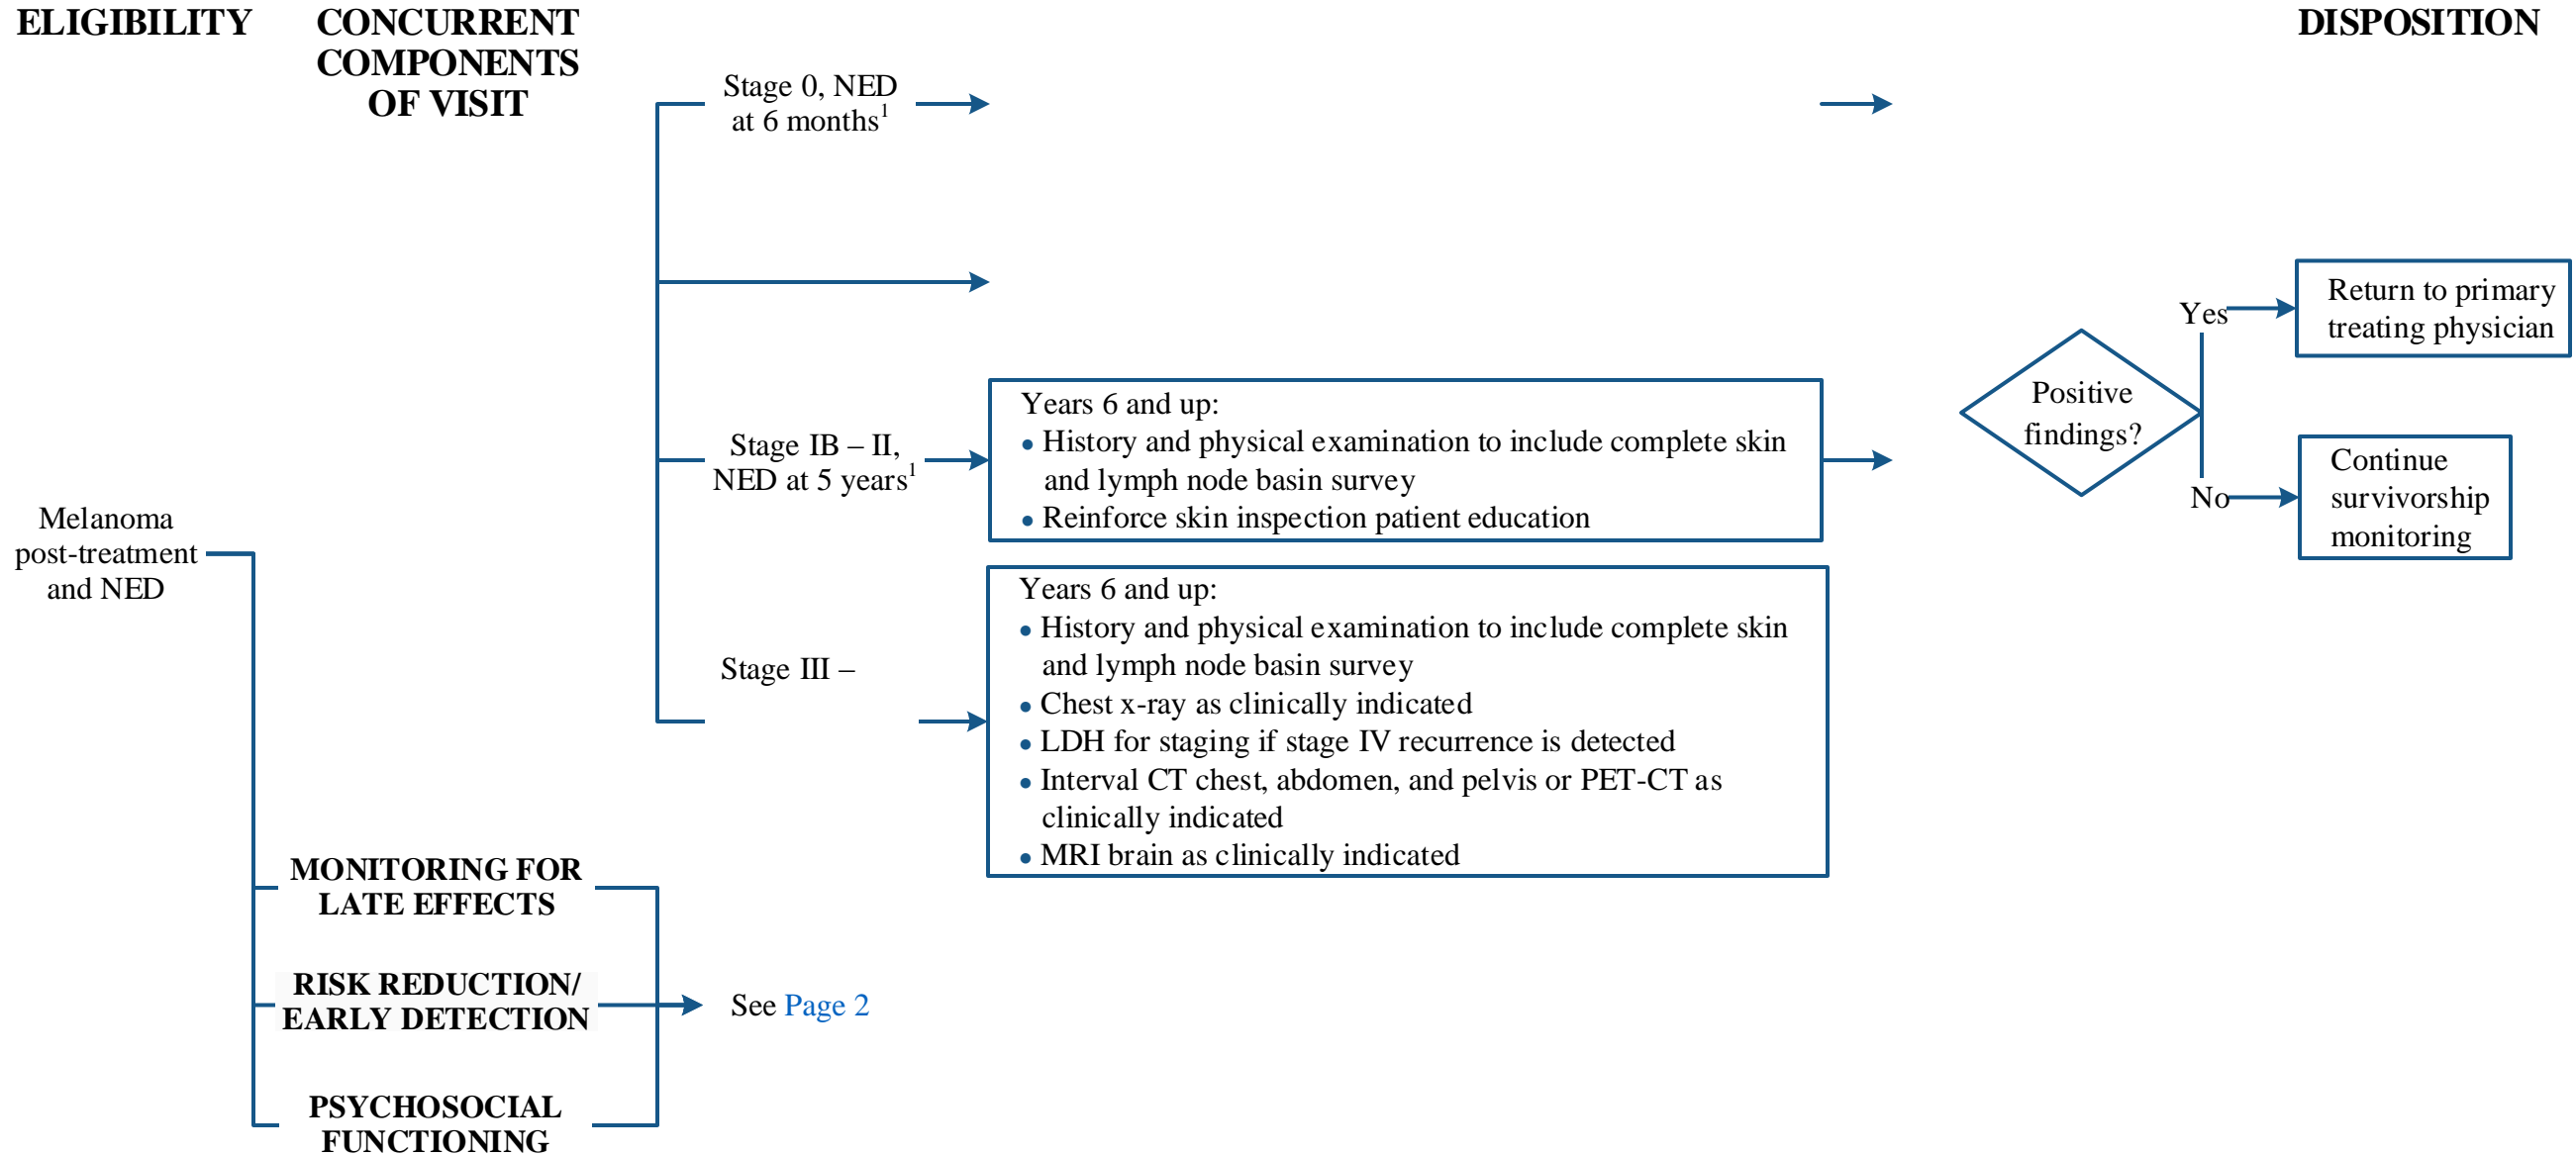 ELIGIBILITY
CONCURRENT
COMPONENTS
OF VISIT
DISPOSITION
Stage 0, NED
at 6 months¹
Stage IB – II,
NED at 5 years¹
Years 6 and up:
● History and physical examination to include complete skin
and lymph node basin survey
● Reinforce skin inspection patient education
Positive
findings?
Yes
Return to primary
treating physician
No
Continue
survivorship
monitoring
Melanoma
post-treatment
and NED
Stage III –
Years 6 and up:
● History and physical examination to include complete skin
and lymph node basin survey
● Chest x-ray as clinically indicated
● LDH for staging if stage IV recurrence is detected
● Interval CT chest, abdomen, and pelvis or PET-CT as
clinically indicated
● MRI brain as clinically indicated
MONITORING FOR
LATE EFFECTS
RISK REDUCTION/
EARLY DETECTION
See Page 2
PSYCHOSOCIAL
FUNCTIONING